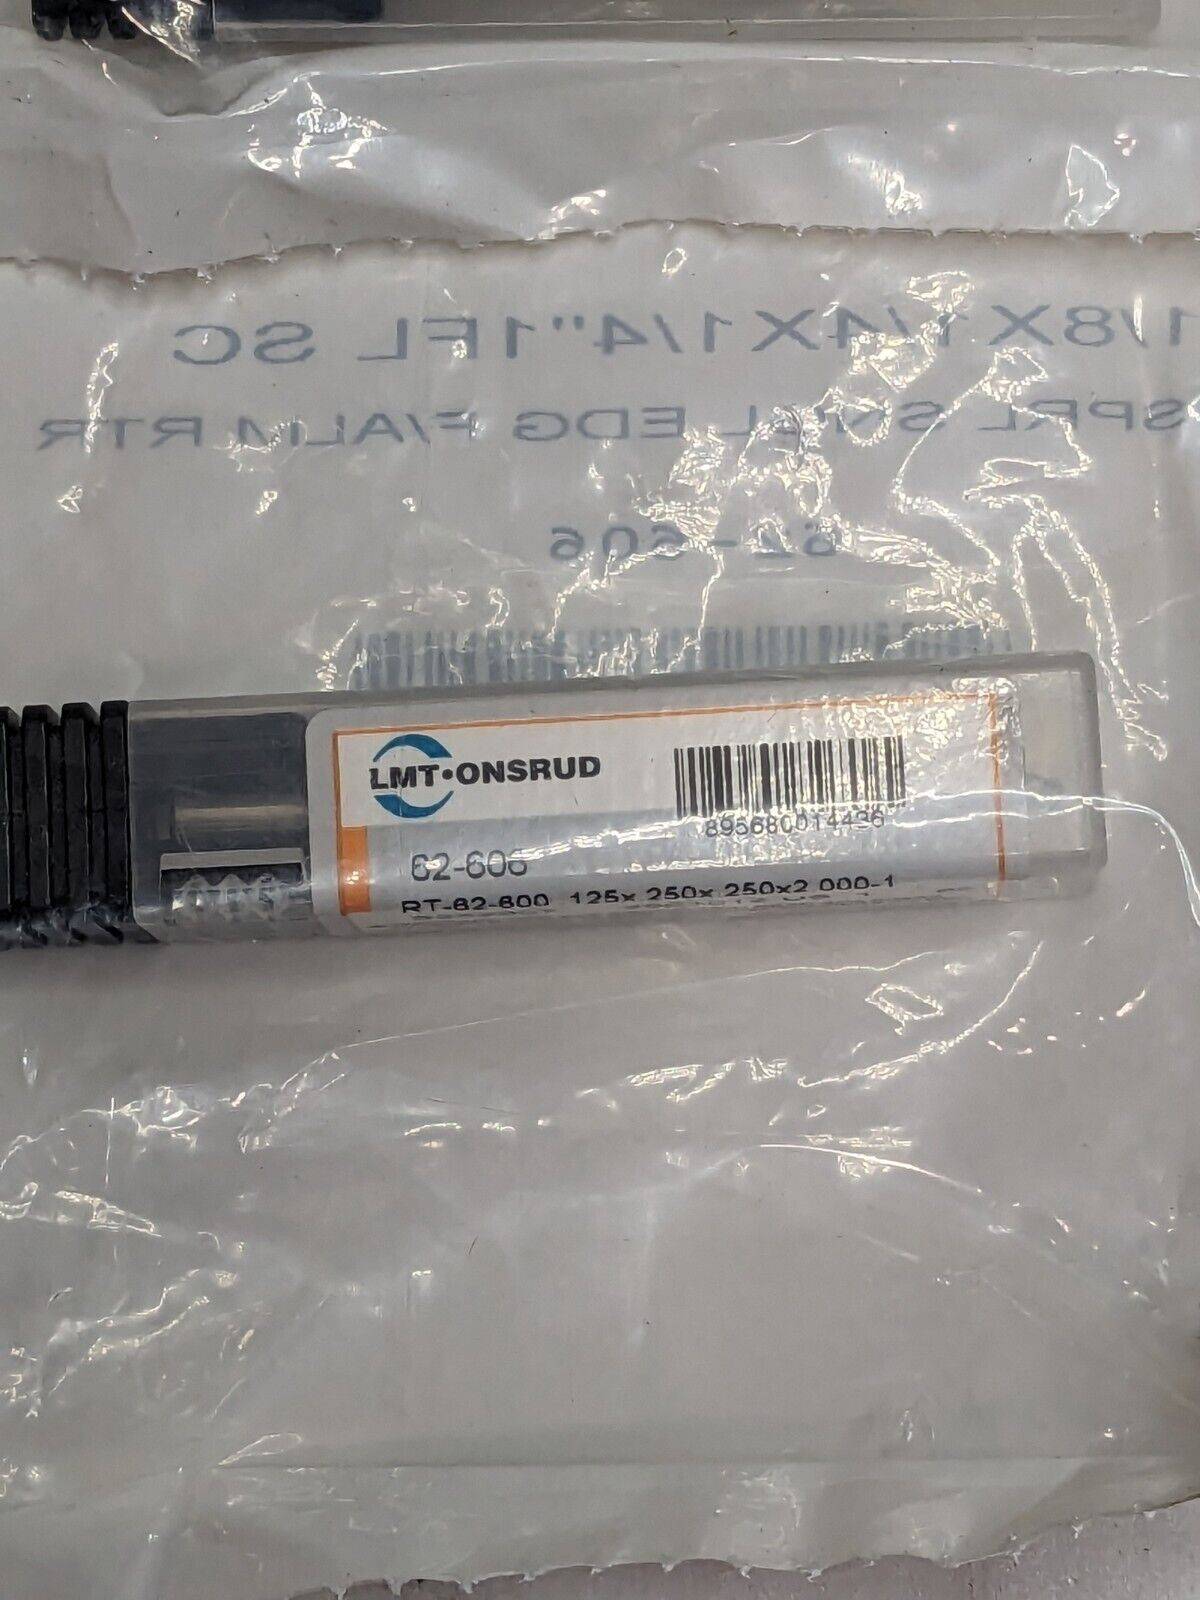 1/8X1/4X1/4"1FL SC
SPRL SNGL EDG F/ALM RTR
62-606
LMT•ONSRUD
895680014436
62-606
RT-62-600 .125x.250x.250x2.000-1